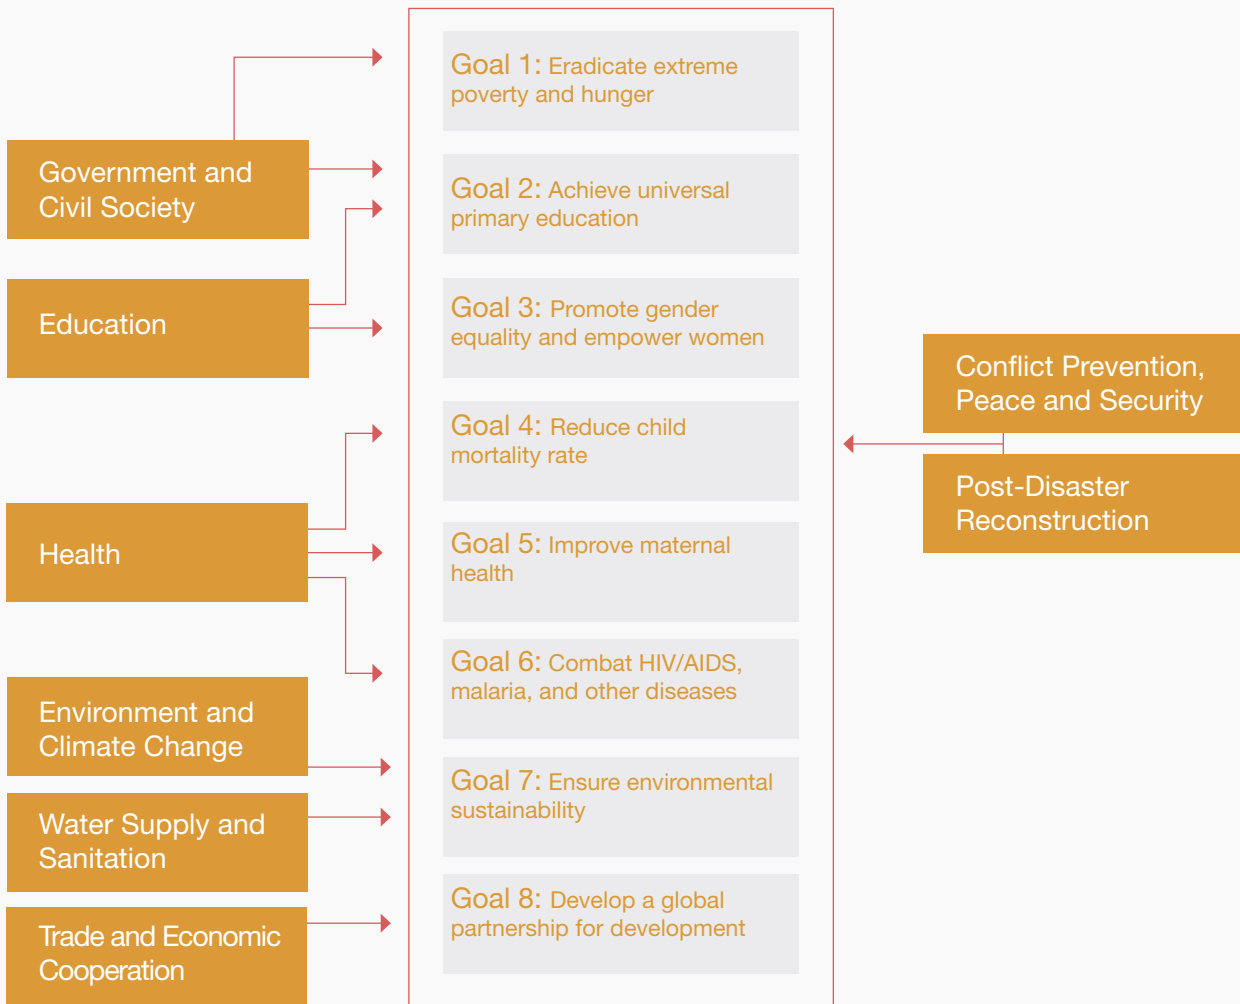 Government and
Civil Society
Education
Health
Environment and
Climate Change
Water Supply and
Sanitation
Trade and Economic
Cooperation
Goal 1: Eradicate extreme
poverty and hunger
Goal 2: Achieve universal
primary education
Goal 3: Promote gender
equality and empower women
Goal 4: Reduce child
mortality rate
Goal 5: Improve maternal
health
Goal 6: Combat HIV/AIDS,
malaria, and other diseases
Goal 7: Ensure environmental
sustainability
Goal 8: Develop a global
partnership for development
Conflict Prevention,
Peace and Security
Post-Disaster
Reconstruction